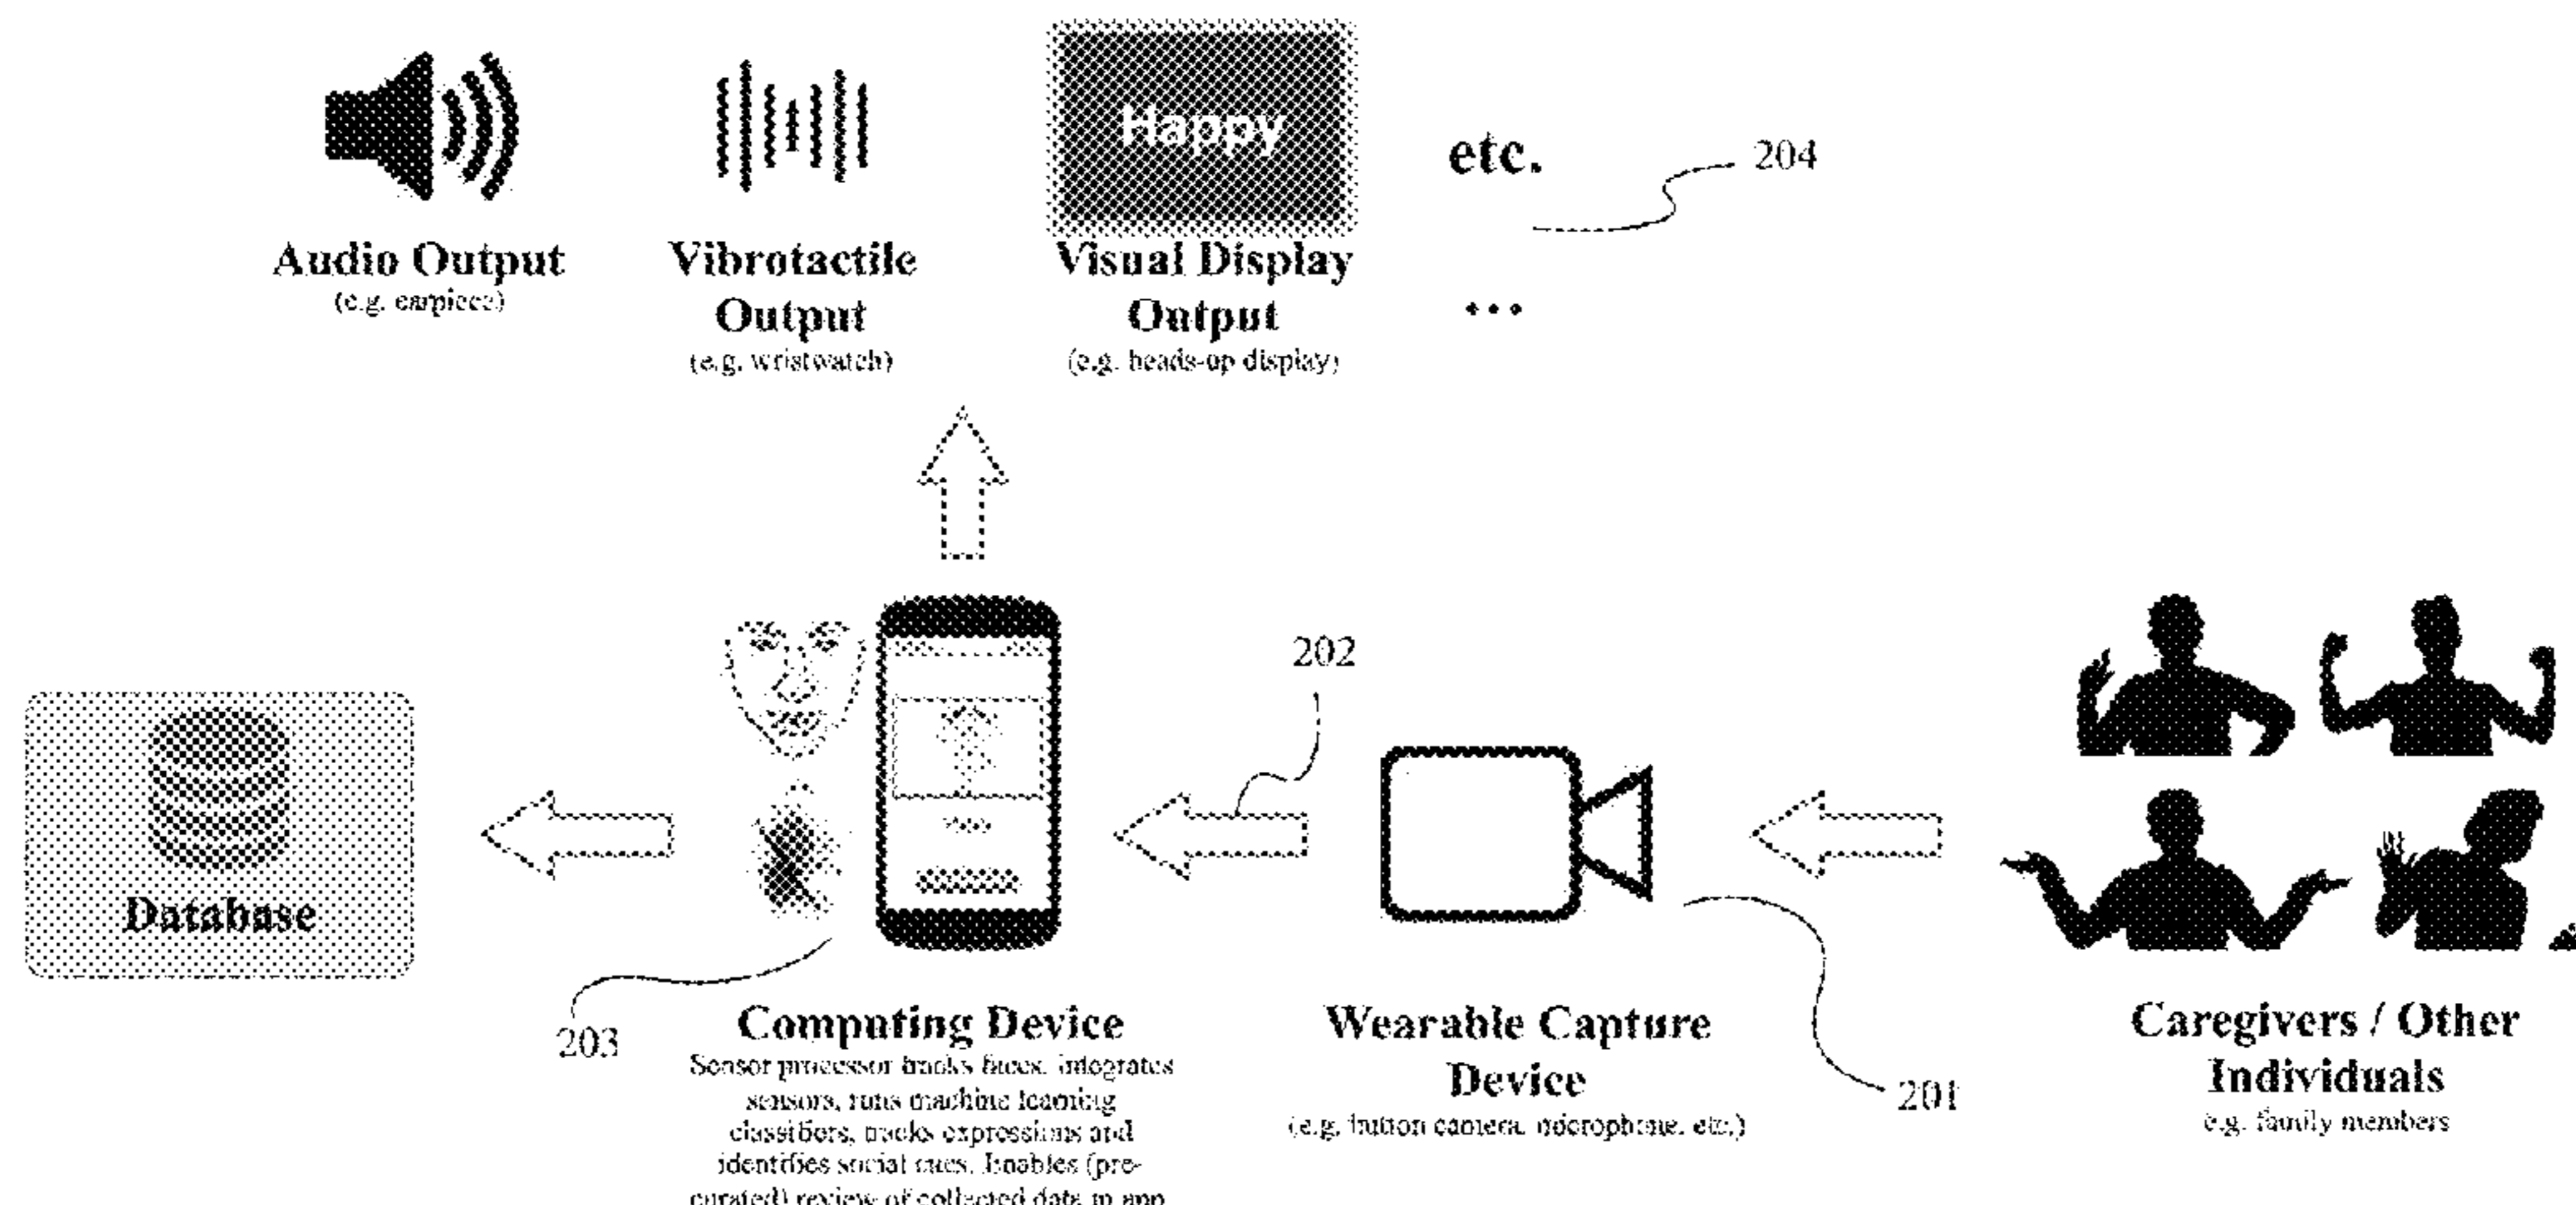 Happy
etc.
204
Audio Output
(e.g. earpiece)
Vibrotactile
Output
(e.g. wristwatch)
Visual Display
Output
(e.g. heads-up display)
...
202
Database
203
Computing Device
Sensor processor tracks faces, integrates
sensors, runs machine learning
classifiers, tracks expressions and
identifies social cues. Enables (pre-
curated) review of collected data in app
Wearable Capture
Device
(e.g. button camera, microphone, etc.)
201
Caregivers / Other
Individuals
e.g. family members